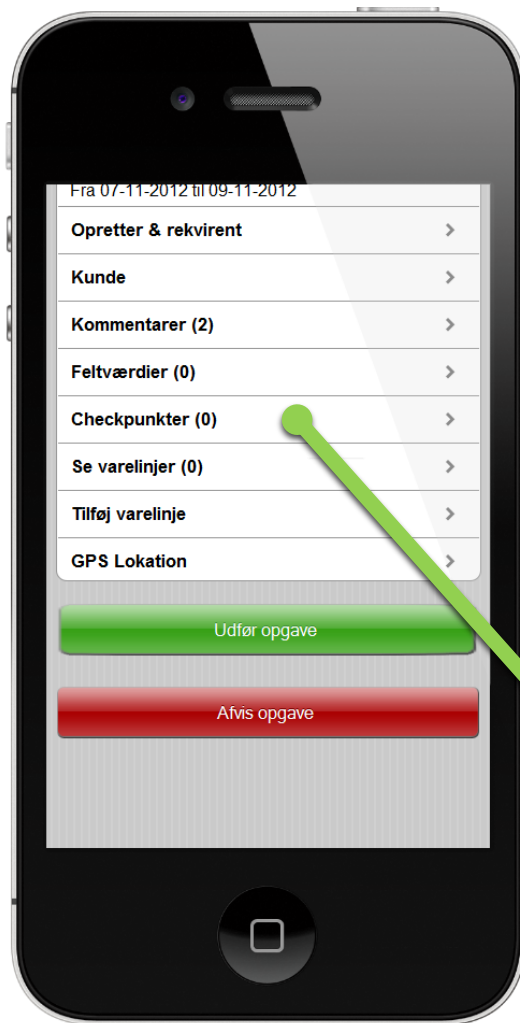 Fra 07-11-2012 til 09-11-2012
Opretter & rekvirent
Kunde
Kommentarer (2)
Feltværdier (0)
Checkpunkter (0)
Se varelinjer (0)
Tilføj varelinje
GPS Lokation
Udfør opgave
Afvis opgave